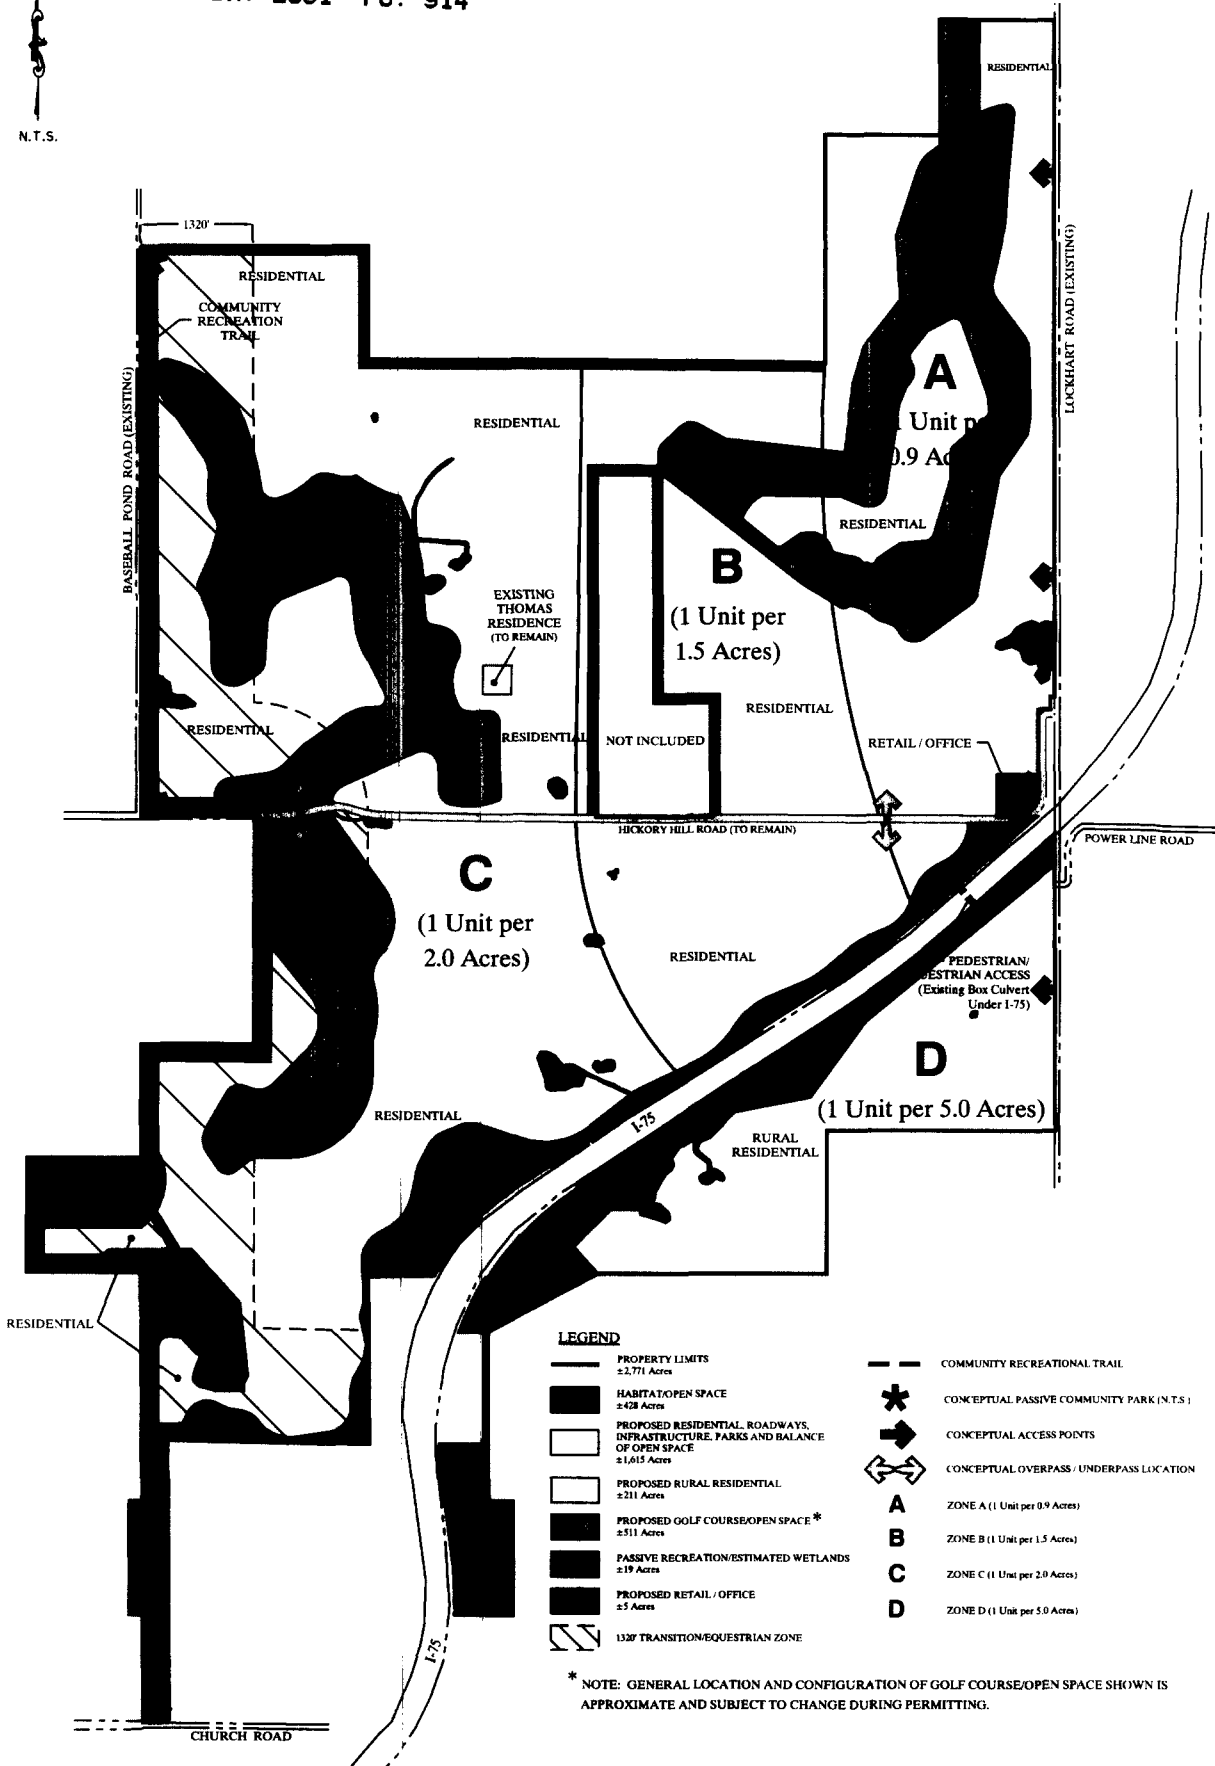 PG. 914
N.T.S.
RESIDENTIAL
1320'
RESIDENTIAL
COMMUNITY
RECREATION
TRAIL
LOCKHART ROAD (EXISTING)
BASEBALL POND ROAD (EXISTING)
RESIDENTIAL
A
1 Unit
0.9
RESIDENTIAL
B
(1 Unit per
1.5 Acres)
EXISTING
THOMAS
RESIDENCE
(TO REMAIN)
RESIDENTIAL
RESIDENTIAL
RESIDENTIAL
NOT INCLUDED
RETAIL / OFFICE
HICKORY HILL ROAD (TO REMAIN)
POWER LINE ROAD
C
(1 Unit per
2.0 Acres)
RESIDENTIAL
PEDESTRIAN/
ESTRIAN ACCESS
(Existing Box Culvert
Under I-75)
D
(1 Unit per 5.0 Acres)
RESIDENTIAL
I-75
RURAL
RESIDENTIAL
RESIDENTIAL
LEGEND
PROPERTY LIMITS
±2,771 Acres
HABITAT/OPEN SPACE
±428 Acres
PROPOSED RESIDENTIAL, ROADWAYS,
INFRASTRUCTURE, PARKS AND BALANCE
OF OPEN SPACE
±1,615 Acres
PROPOSED RURAL RESIDENTIAL
±211 Acres
PROPOSED GOLF COURSE/OPEN SPACE *
±511 Acres
PASSIVE RECREATION/ESTIMATED WETLANDS
±19 Acres
PROPOSED RETAIL / OFFICE
±5 Acres
1320' TRANSITION/EQUESTRIAN ZONE
COMMUNITY RECREATIONAL TRAIL
CONCEPTUAL PASSIVE COMMUNITY PARK (N.T.S.)
CONCEPTUAL ACCESS POINTS
CONCEPTUAL OVERPASS / UNDERPASS LOCATION
A ZONE A (1 Unit per 0.9 Acres)
B ZONE B (1 Unit per 1.5 Acres)
C ZONE C (1 Unit per 2.0 Acres)
D ZONE D (1 Unit per 5.0 Acres)
I-75
* NOTE: GENERAL LOCATION AND CONFIGURATION OF GOLF COURSE/OPEN SPACE SHOWN IS
APPROXIMATE AND SUBJECT TO CHANGE DURING PERMITTING.
CHURCH ROAD